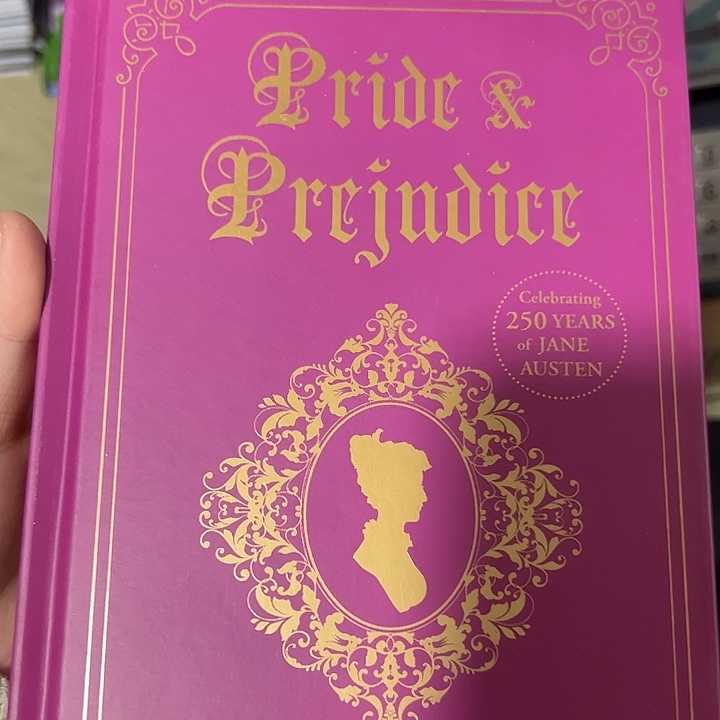 Pride &
Prejudice
Celebrating
250 YEARS
of JANE
AUSTEN